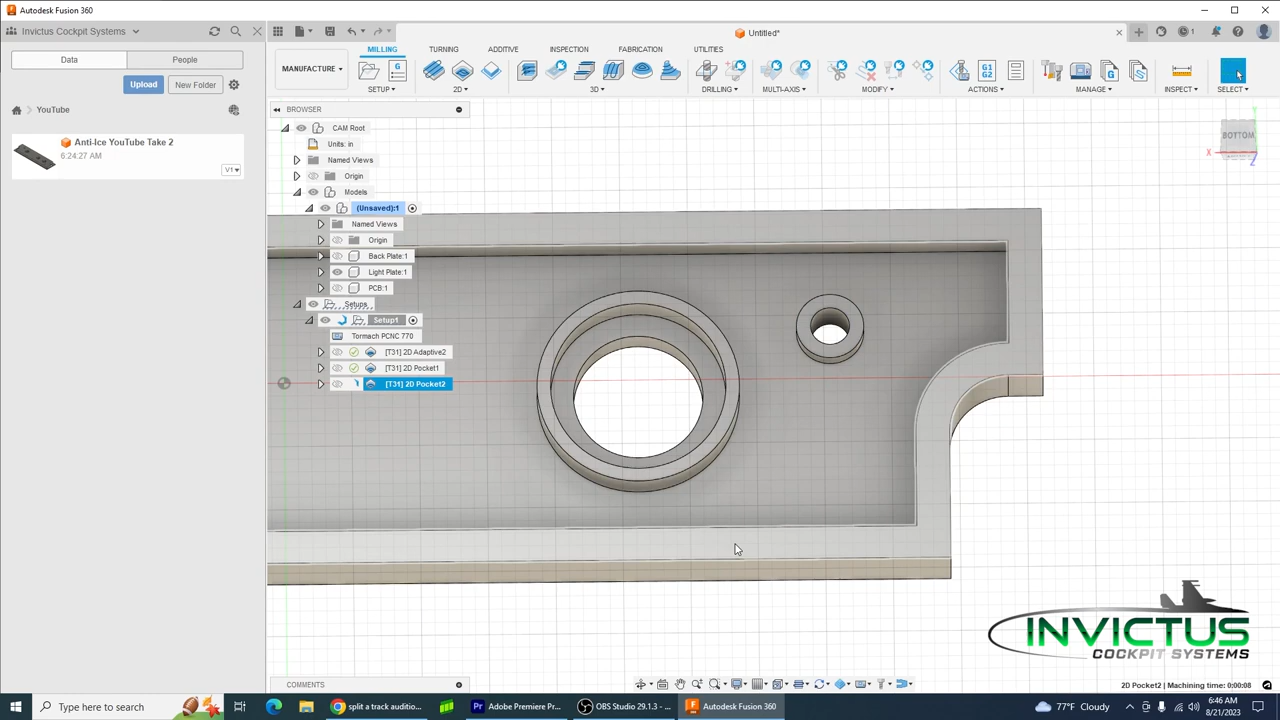 Autodesk Fusion 360
Invictus Cockpit Systems
Data
People
Upload
New Folder
YouTube
Anti-Ice YouTube Take 2
6:24:27 AM
V1
Untitled*
1
MANUFACTURE
MILLING
TURNING
ADDITIVE
INSPECTION
FABRICATION
UTILITIES
G1
G2
SETUP
2D
3D
DRILLING
MULTI-AXIS
MODIFY
ACTIONS
MANAGE
INSPECT
SELECT
BROWSER
CAM Root
Units: in
Named Views
Origin
Models
(Unsaved):1
Named Views
Origin
Back Plate:1
Light Plate:1
PCB:1
Setups
Setup1
Tormach PCNC 770
[T31] 2D Adaptive2
[T31] 2D Pocket1
[T31] 2D Pocket2
BOTTOM
X
Y
Z
INVICTUS
COCKPIT SYSTEMS
COMMENTS
2D Pocket2 | Machining time: 0:00:08
Type here to search
split a track auditio...
Adobe Premiere Pr...
OBS Studio 29.1.3 - ...
Autodesk Fusion 360
77°F Cloudy
6:46 AM
8/21/2023